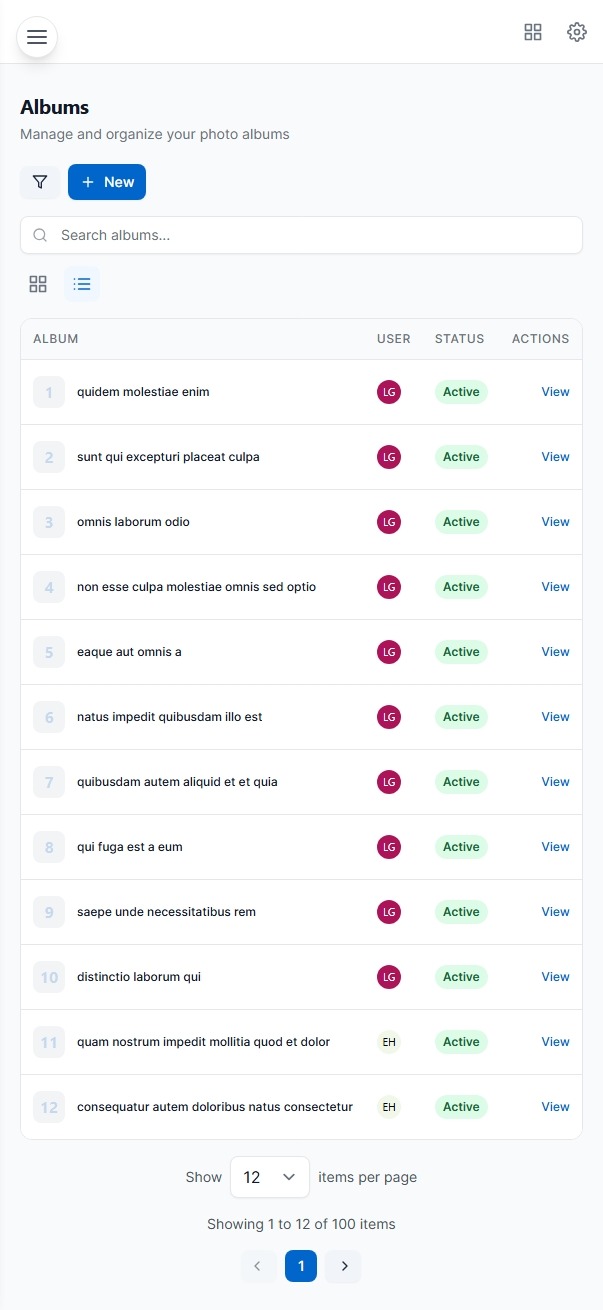 Albums
Manage and organize your photo albums
New
Search albums...
ALBUM USER STATUS ACTIONS
1 quidem molestiae enim LG Active View
2 sunt qui excepturi placeat culpa LG Active View
3 omnis laborum odio LG Active View
4 non esse culpa molestiae omnis sed optio LG Active View
5 eaque aut omnis a LG Active View
6 natus impedit quibusdam illo est LG Active View
7 quibusdam autem aliquid et et quia LG Active View
8 qui fuga est a eum LG Active View
9 saepe unde necessitatibus rem LG Active View
10 distinctio laborum qui LG Active View
11 quam nostrum impedit mollitia quod et dolor EH Active View
12 consequatur autem doloribus natus consectetur EH Active View
Show 12 items per page
Showing 1 to 12 of 100 items
1